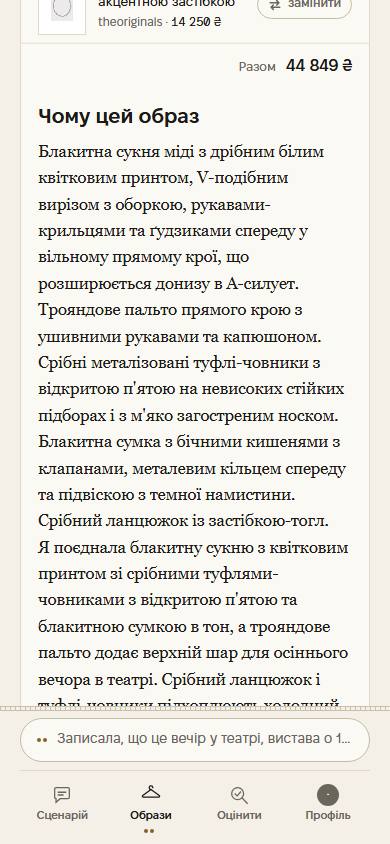 акцентною застібкою
theoriginals · 14 250 ₴
замінити
Разом 44 849 ₴
Чому цей образ
Блакитна сукня міді з дрібним білим
квітковим принтом, V-подібним
вирізом з оборкою, рукавами-
крильцями та ґудзиками спереду у
вільному прямому крої, що
розширюється донизу в А-силует.
Трояндове пальто прямого крою з
ушивними рукавами та капюшоном.
Срібні металізовані туфлі-човники з
відкритою п'ятою на невисоких стійких
підборах і з м'яко загостреним носком.
Блакитна сумка з бічними кишенями з
клапанами, металевим кільцем спереду
та підвіскою з темної намистини.
Срібний ланцюжок із застібкою-тогл.
Я поєднала блакитну сукню з квітковим
принтом зі срібними туфлями-
човниками з відкритою п'ятою та
блакитною сумкою в тон, а трояндове
пальто додає верхній шар для осіннього
вечора в театрі. Срібний ланцюжок і
туфлі-човники підхоплюють холодний
Записала, що це вечір у театрі, вистава о 1...
Сценарій
Образи
Оцінити
Профіль